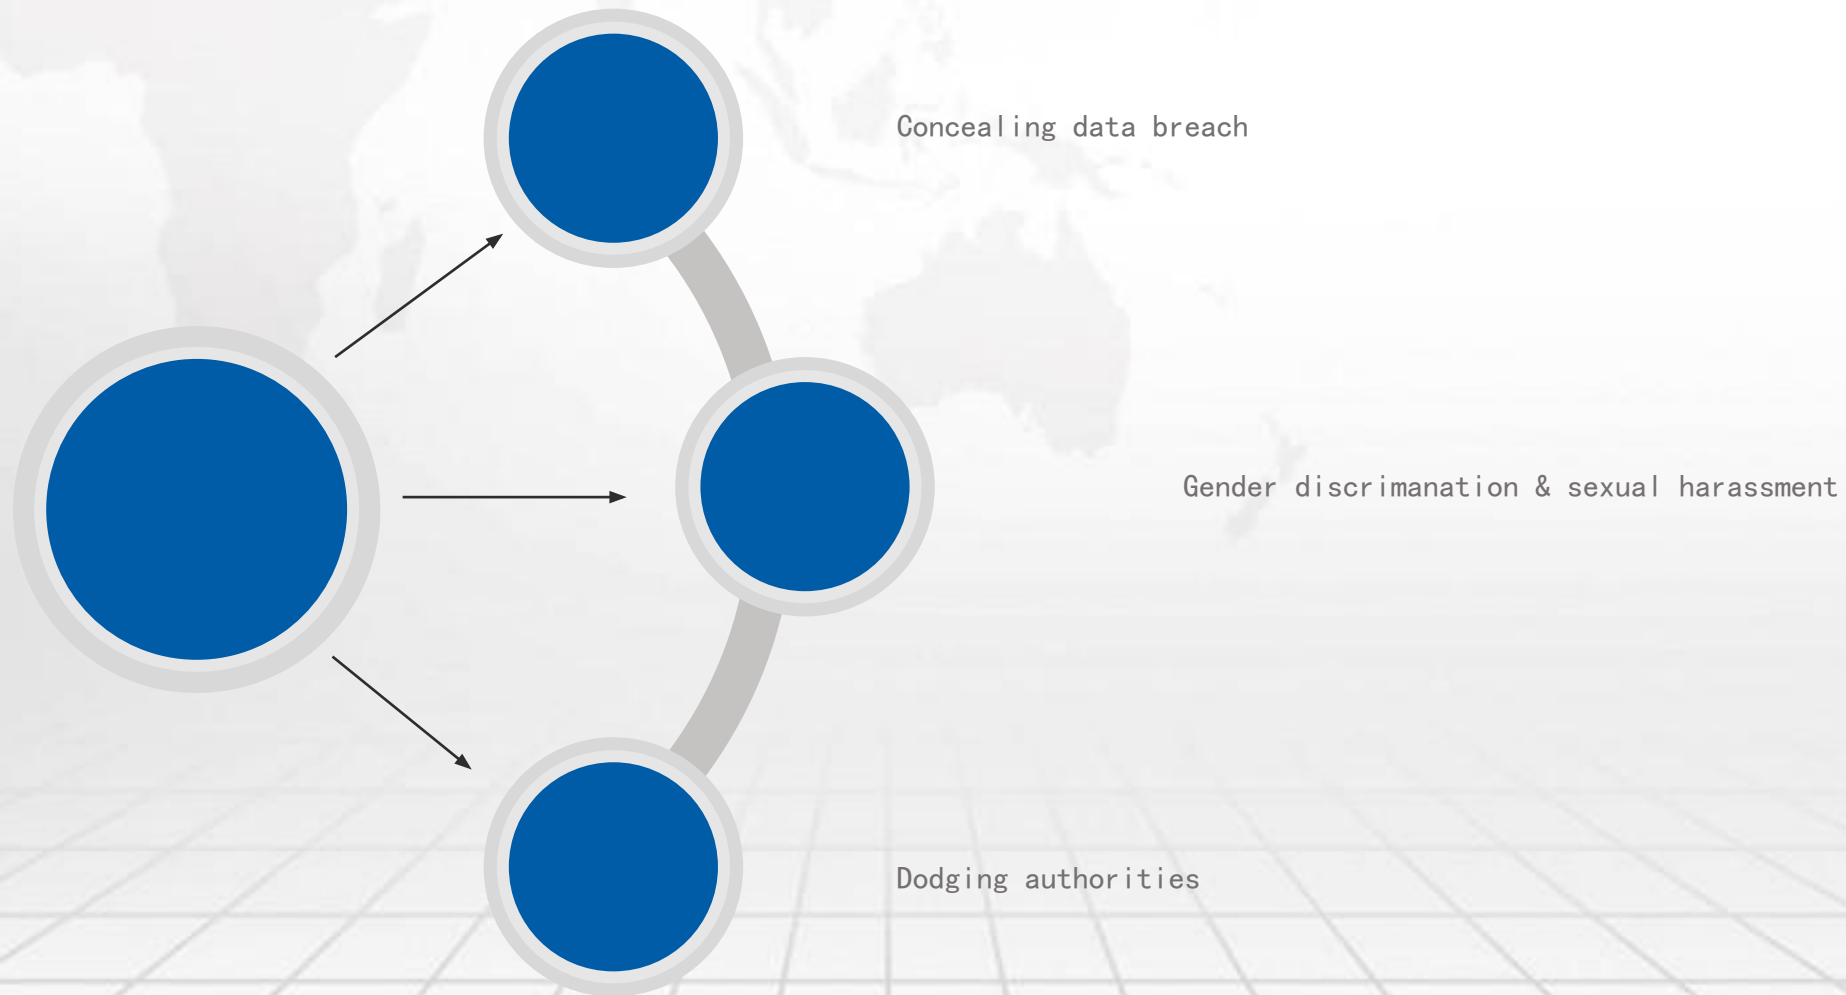 Concealing data breach
Gender discrimanation & sexual harassment
Dodging authorities